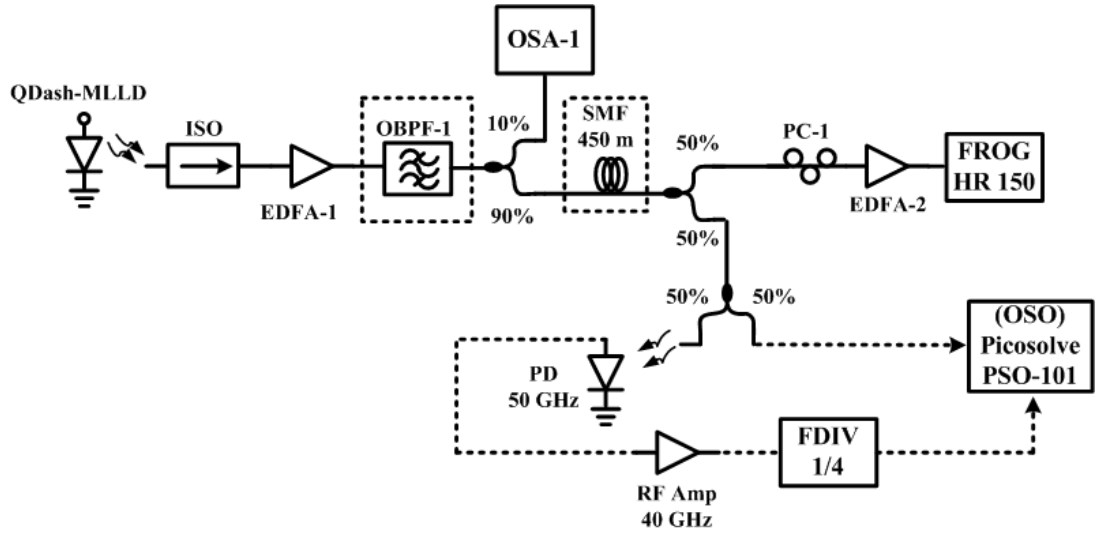 OSA-1
QDash-MLLD
ISO
OBPF-1
10%
SMF
450 m
50%
PC-1
FROG
HR 150
EDFA-1
90%
EDFA-2
50%
50%
50%
(OSO)
Picosolve
PSO-101
PD
50 GHz
FDIV
1/4
RF Amp
40 GHz